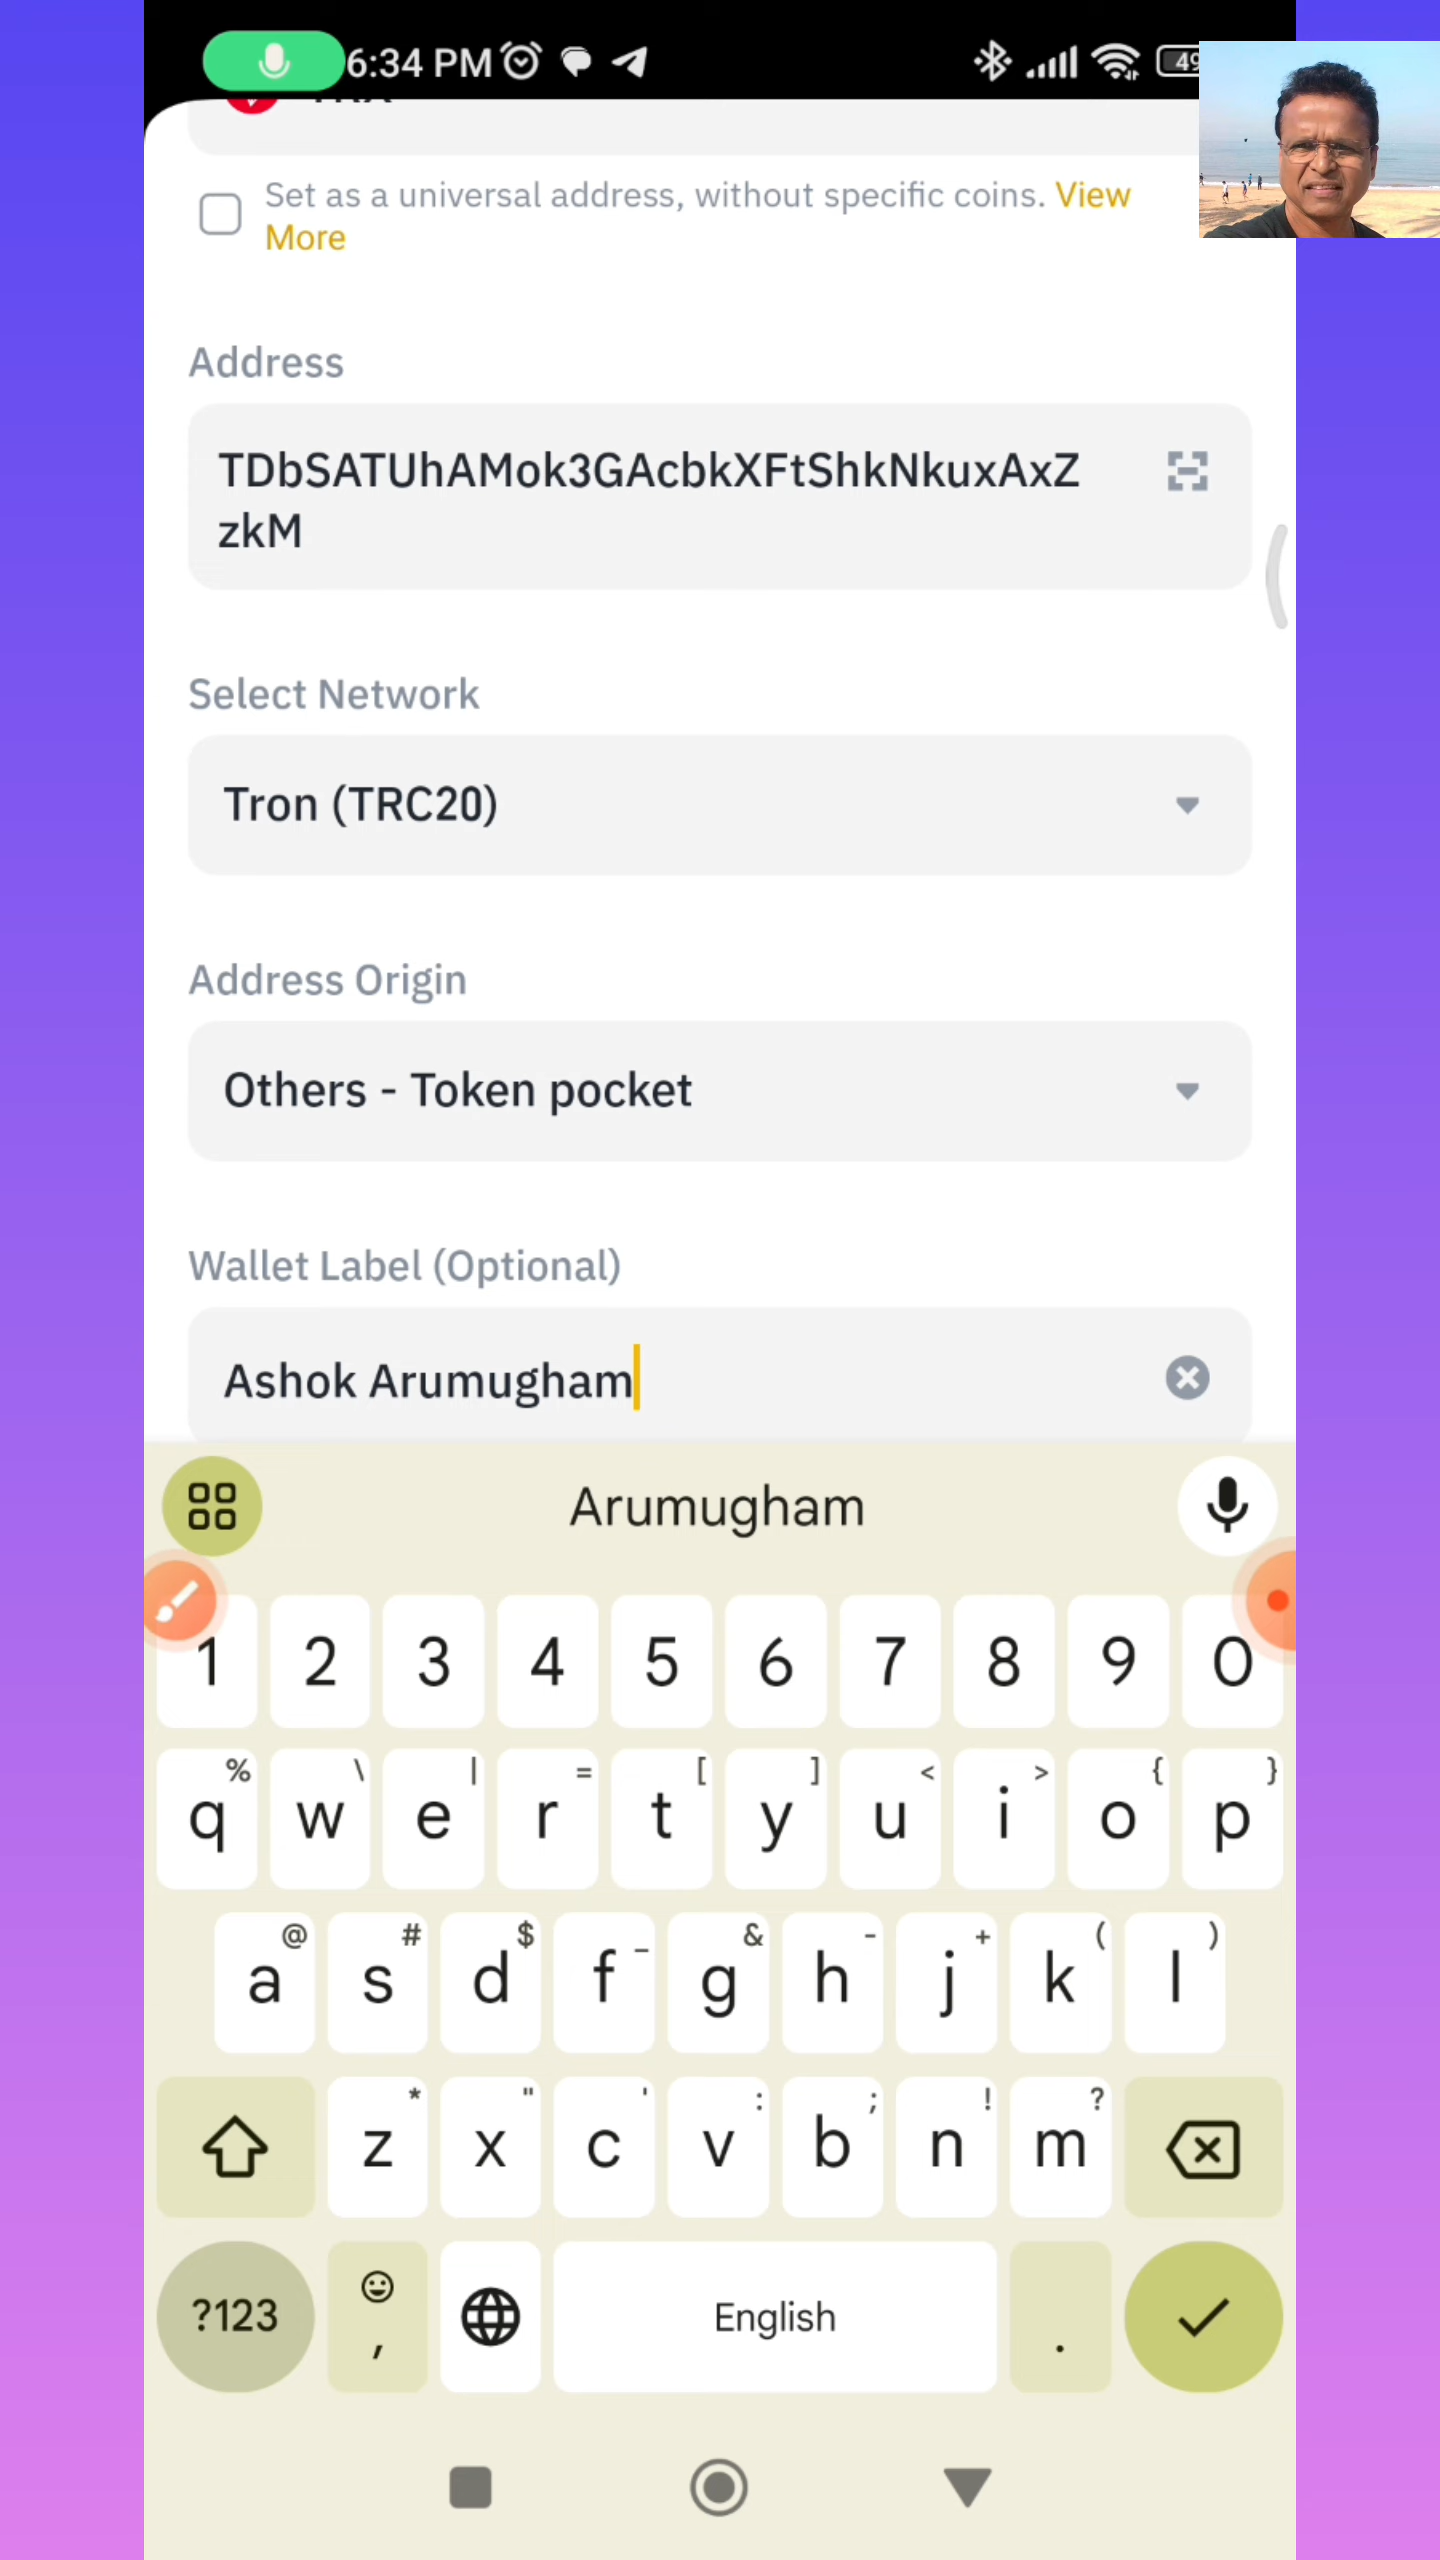 6:34 PM
49
TRX
Set as a universal address, without specific coins. View
More
Address
TDbSATUhAMok3GAcbkXFtShkNkuxAxZ
zkM
Select Network
Tron (TRC20)
Address Origin
Others - Token pocket
Wallet Label (Optional)
Ashok Arumugham
Arumugham
1 2 3 4 5 6 7 8 9 0
% \ | = [ ] < > { }
q w e r t y u i o p
@ # $ _ & - + ( )
a s d f g h j k l
* " ' : ; ! ?
z x c v b n m
?123 , English .